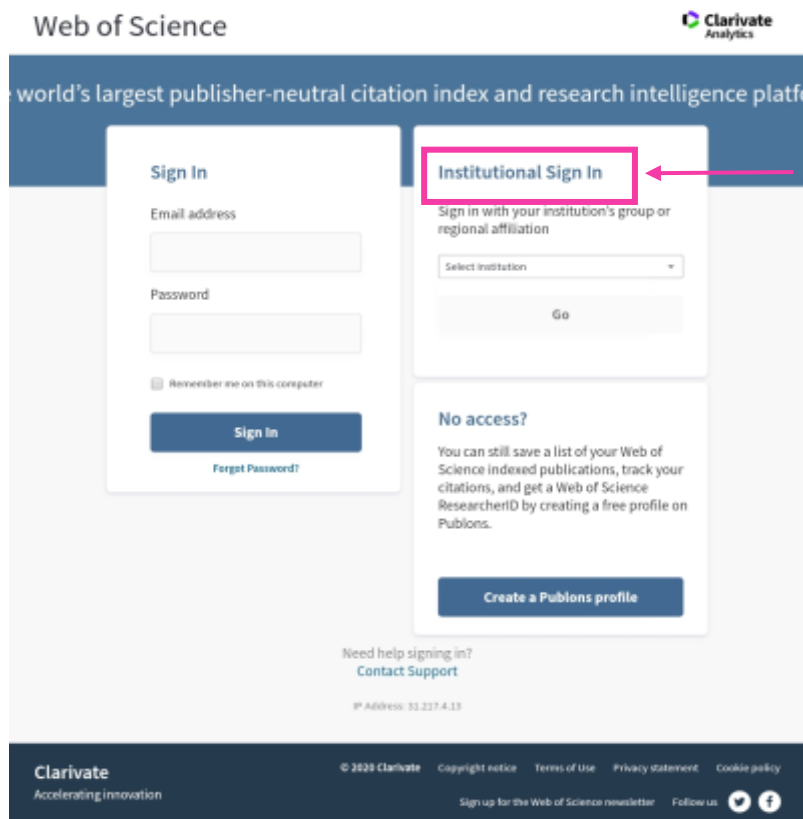 Web of Science
Clarivate
Analytics
world's largest publisher-neutral citation index and research intelligence platf
Sign In
Email address
Password
Remember me on this computer
Sign In
Forgot Password?
Institutional Sign In
Sign in with your institution's group or
regional affiliation
Select institution
Go
No access?
You can still save a list of your Web of
Science indexed publications, track your
citations, and get a Web of Science
ResearcherID by creating a free profile on
Publons.
Create a Publons profile
Need help signing in?
Contact Support
IP Address: 31.217.4.13
Clarivate
Accelerating innovation
© 2020 Clarivate Copyright notice Terms of Use Privacy statement Cookie policy
Sign up for the Web of Science newsletter Follow us